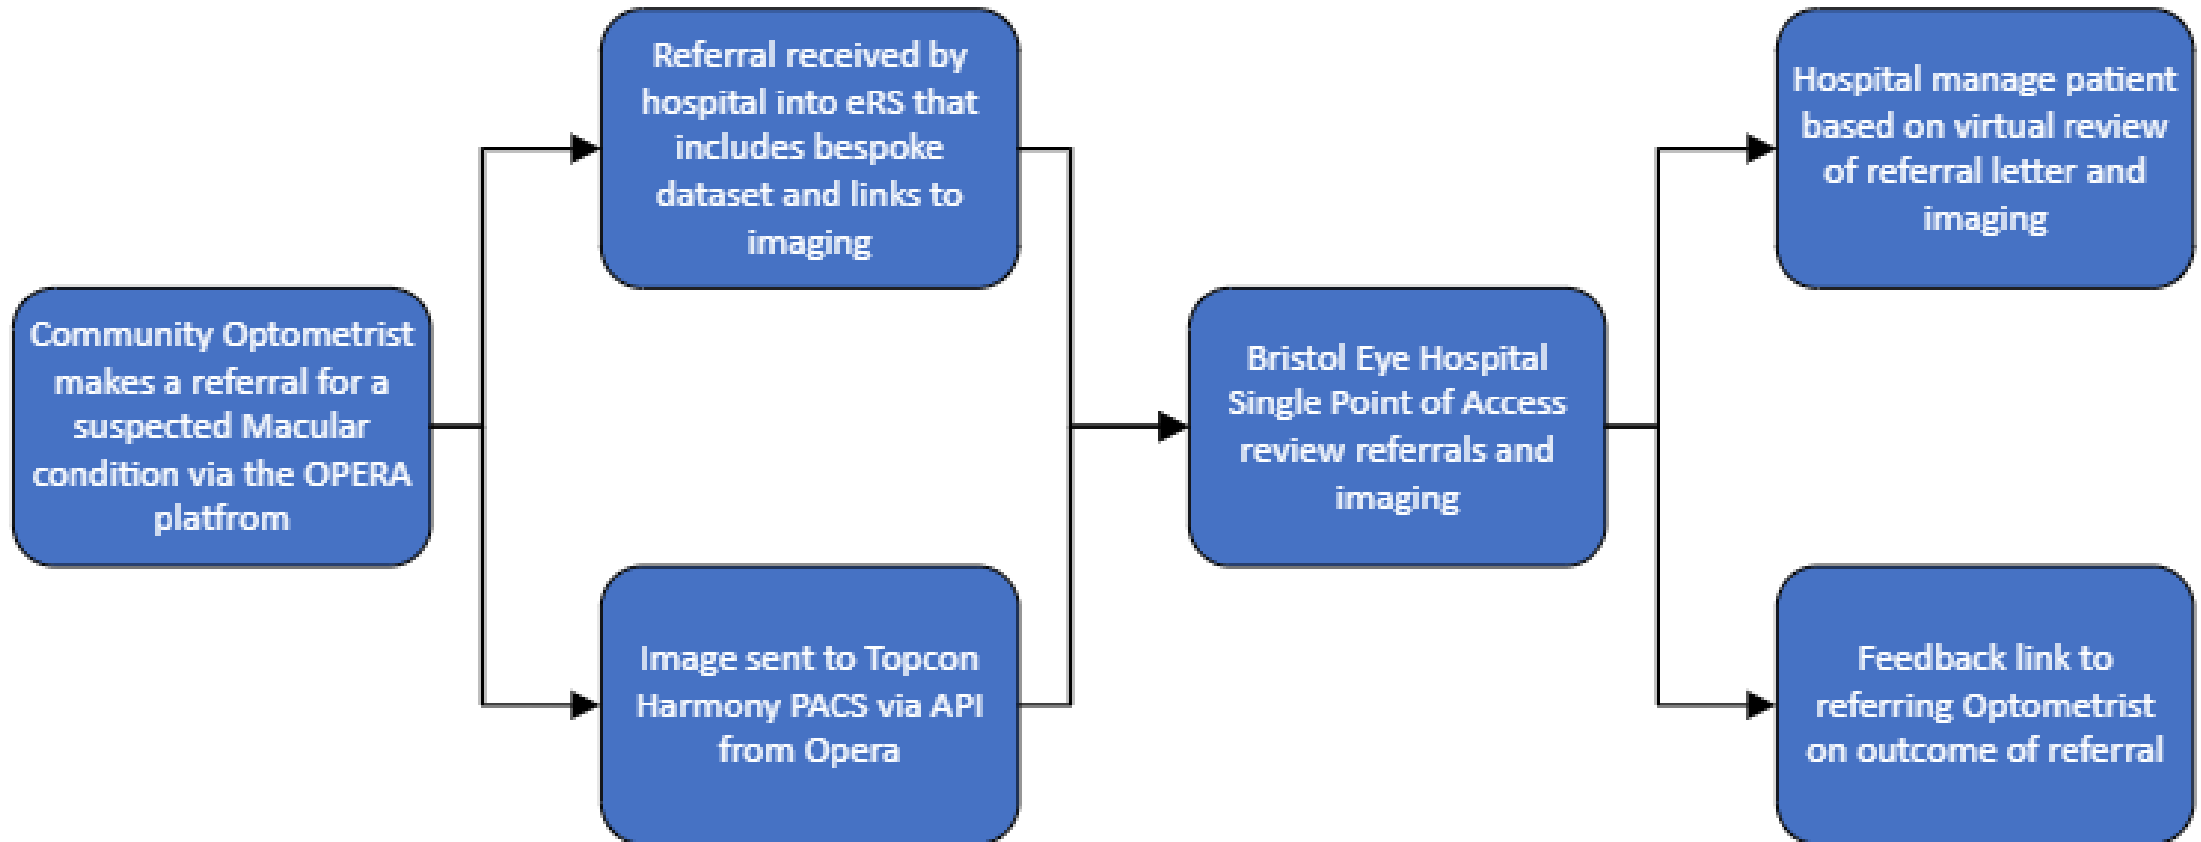 Community Optometrist
makes a referral for a
suspected Macular
condition via the OPERA
platfrom
Referral received by
hospital into eRS that
includes bespoke
dataset and links to
imaging
Image sent to Topcon
Harmony PACS via API
from Opera
Bristol Eye Hospital
Single Point of Access
review referrals and
imaging
Hospital manage patient
based on virtual review
of referral letter and
imaging
Feedback link to
referring Optometrist
on outcome of referral